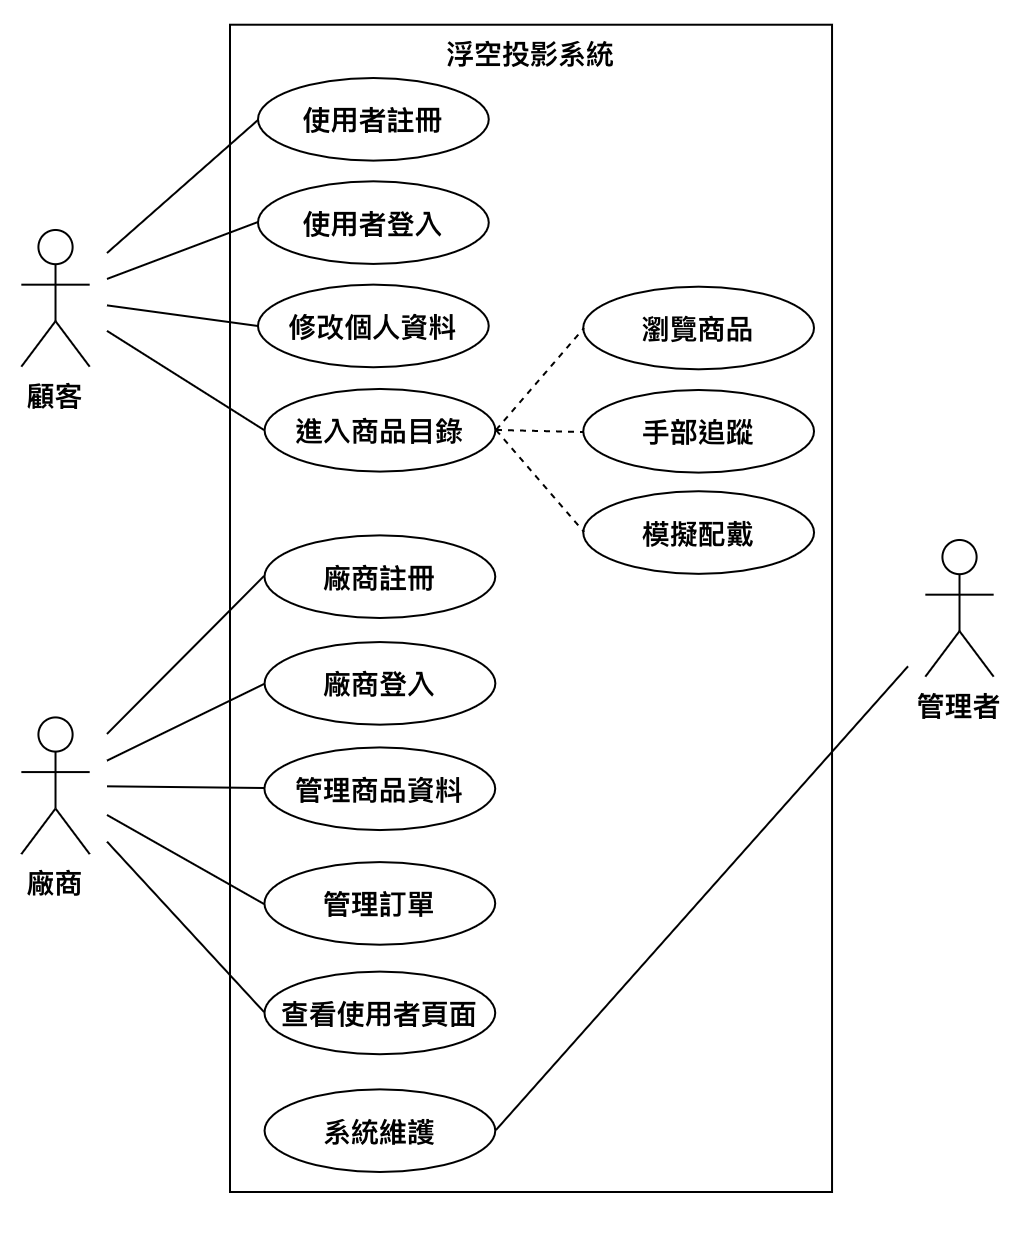 浮空投影系統
使用者註冊
使用者登入
修改個人資料
進入商品目錄
瀏覽商品
手部追蹤
模擬配戴
顧客
廠商註冊
廠商登入
管理商品資料
管理訂單
查看使用者頁面
系統維護
廠商
管理者